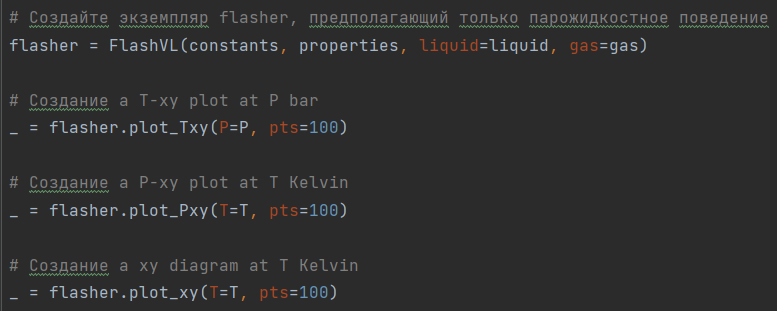 # Создайте экземпляр flasher, предполагающий только парожидкостное поведение
flasher = FlashVL(constants, properties, liquid=liquid, gas=gas)
# Создание a T-xy plot at P bar
_ = flasher.plot_Txy(P=P, pts=100)
# Создание a P-xy plot at T Kelvin
_ = flasher.plot_Pxy(T=T, pts=100)
# Создание a xy diagram at T Kelvin
_ = flasher.plot_xy(T=T, pts=100)